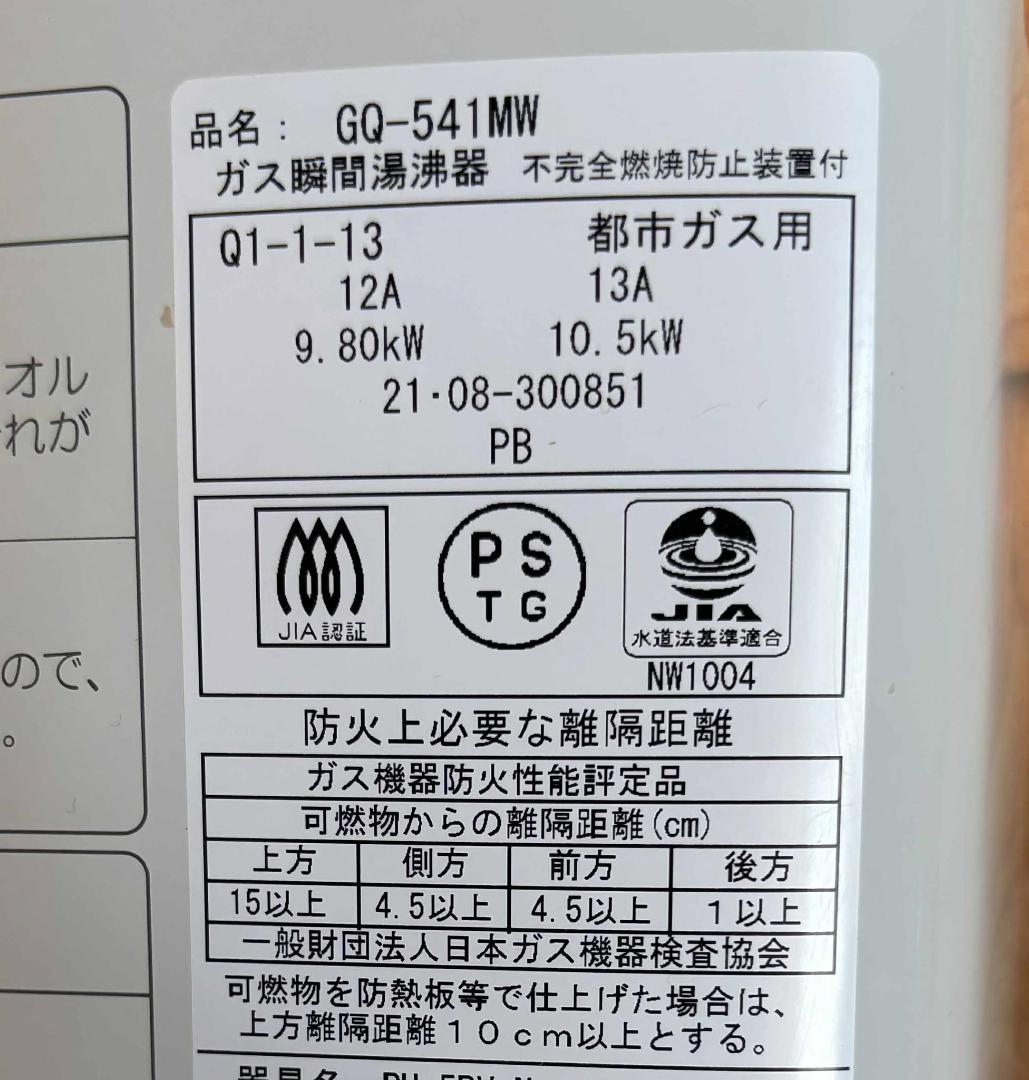 品名： GQ-541MW
ガス瞬間湯沸器 不完全燃焼防止装置付
Q1-1-13 都市ガス用
12A 13A
9.80kW 10.5kW
21・08-300851
PB
JIA認証
PS
TG
JIA
水道法基準適合
NW1004
防火上必要な離隔距離
ガス機器防火性能評定品
可燃物からの離隔距離(cm)
上方 側方 前方 後方
15以上 4.5以上 4.5以上 1以上
一般財団法人日本ガス機器検査協会
可燃物を防熱板等で仕上げた場合は、
上方離隔距離10cm以上とする。
オル
れが
ので、
。